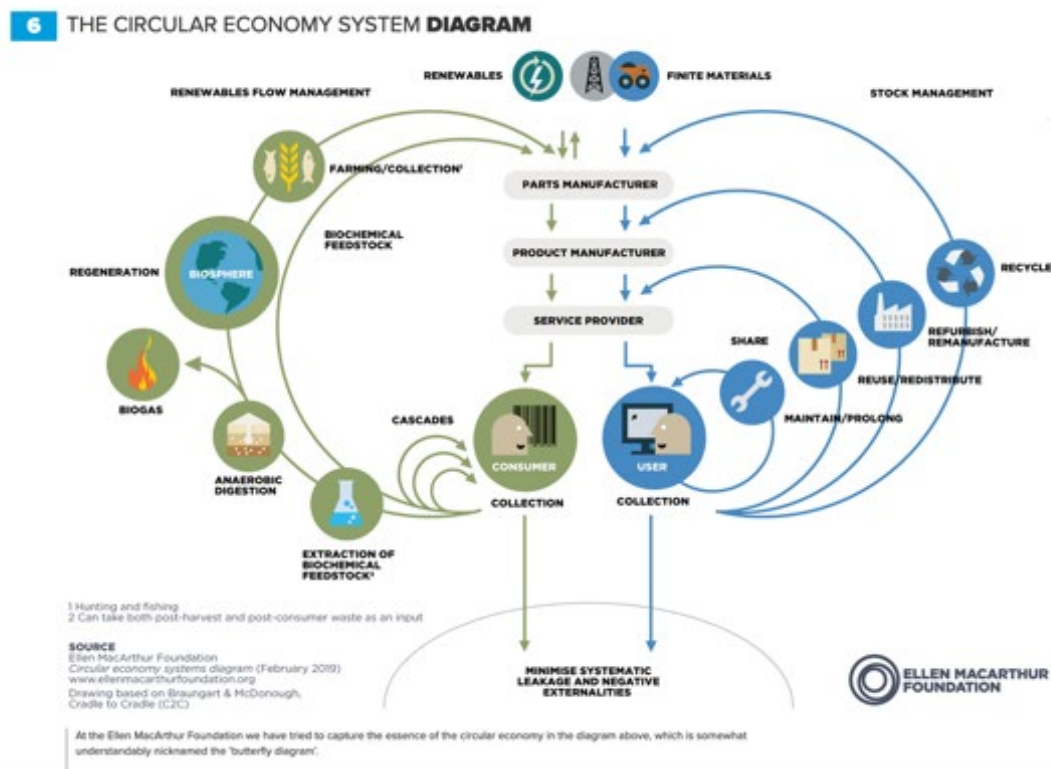 6 THE CIRCULAR ECONOMY SYSTEM DIAGRAM
RENEWABLES
FINITE MATERIALS
RENEWABLES FLOW MANAGEMENT
STOCK MANAGEMENT
FARMING/COLLECTION¹
PARTS MANUFACTURER
BIOCHEMICAL
FEEDSTOCK
PRODUCT MANUFACTURER
REGENERATION
BIOSPHERE
RECYCLE
SERVICE PROVIDER
SHARE
REFURBISH/
REMANUFACTURE
REUSE/REDISTRIBUTE
BIOGAS
CASCADES
MAINTAIN/PROLONG
CONSUMER
USER
ANAEROBIC
DIGESTION
COLLECTION
COLLECTION
EXTRACTION OF
BIOCHEMICAL
FEEDSTOCK²
1 Hunting and fishing
2 Can take both post-harvest and post-consumer waste as an input
SOURCE
Ellen MacArthur Foundation
Circular economy systems diagram (February 2019)
www.ellenmacarthurfoundation.org
Drawing based on Braungart & McDonough,
Cradle to Cradle (C2C)
MINIMISE SYSTEMATIC
LEAKAGE AND NEGATIVE
EXTERNALITIES
ELLEN MACARTHUR
FOUNDATION
At the Ellen MacArthur Foundation we have tried to capture the essence of the circular economy in the diagram above, which is somewhat
understandably nicknamed the 'butterfly diagram'.